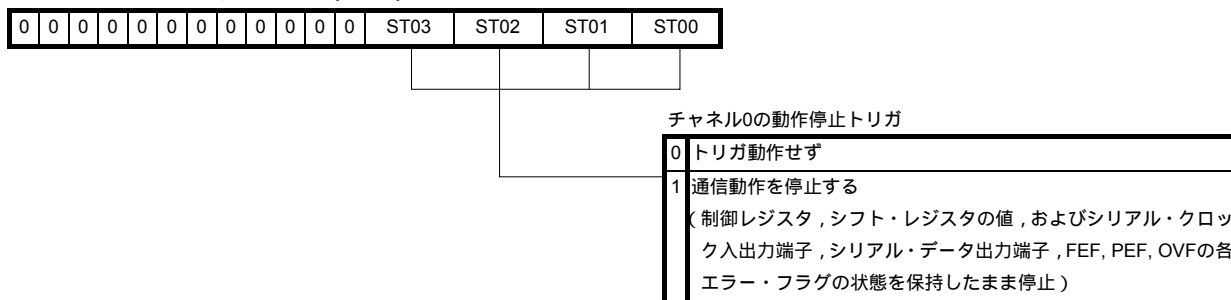 0 0 0 0 0 0 0 0 0 0 0 0 ST03 ST02 ST01 ST00
チャネル0の動作停止トリガ
0 トリガ動作せず
1 通信動作を停止する
(制御レジスタ,シフト・レジスタの値,およびシリアル・クロッ
ク入出力端子,シリアル・データ出力端子,FEF, PEF, OVFの各
エラー・フラグの状態を保持したまま停止)